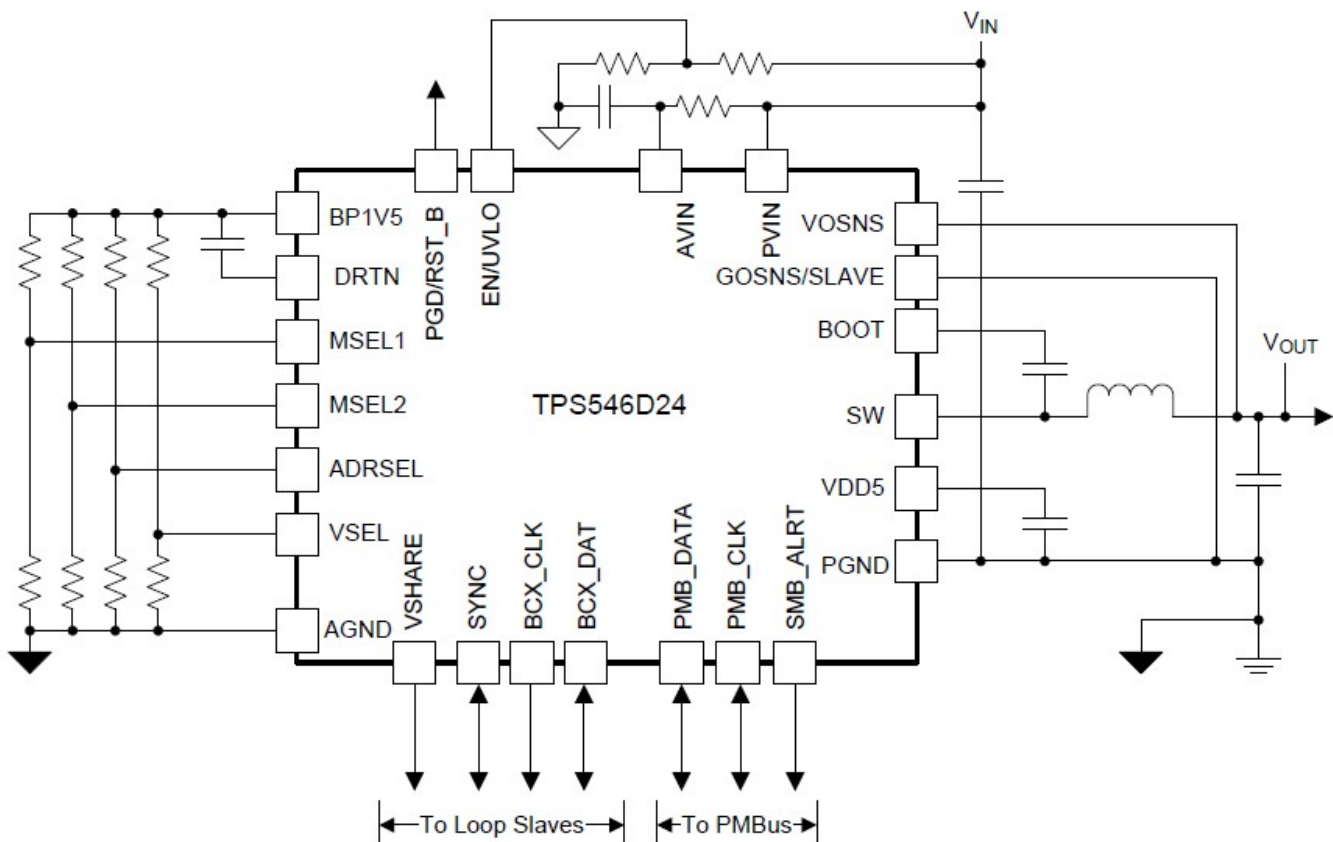 VIN
PGD/RST_B
EN/UVLO
AVIN
PVIN
BP1V5
DRTN
MSEL1
MSEL2
ADRSEL
VSEL
AGND
TPS546D24
VOSNS
GOSNS/SLAVE
BOOT
SW
VDD5
PGND
VOUT
VSHARE
SYNC
BCX_CLK
BCX_DAT
PMB_DATA
PMB_CLK
SMB_ALRT
To Loop Slaves
To PMBus